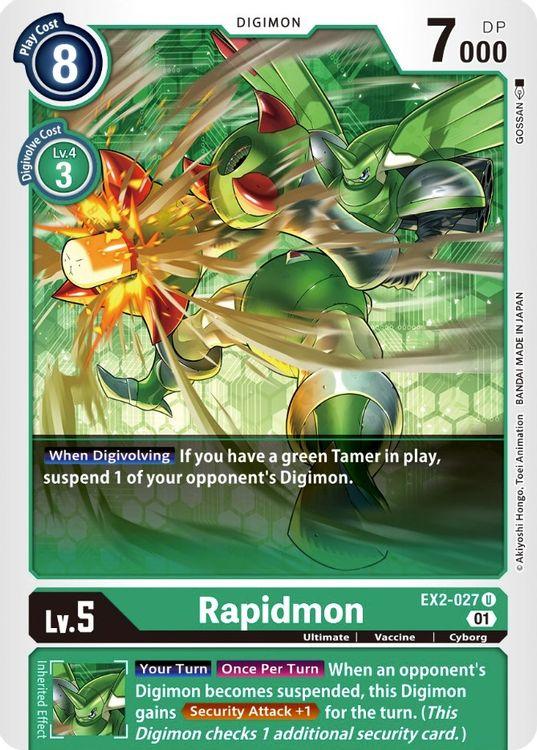 Play Cost
8
DIGIMON
DP
7000
GOSSAN
Digivolve Cost
Lv.4
3
BANDAI MADE IN JAPAN
© Akiyoshi Hongo, Toei Animation
When Digivolving If you have a green Tamer in play,
suspend 1 of your opponent's Digimon.
Lv.5
Rapidmon
EX2-027 U
01
Ultimate | Vaccine | Cyborg
Inherited Effect
Your Turn Once Per Turn When an opponent's
Digimon becomes suspended, this Digimon
gains Security Attack +1 for the turn. (This
Digimon checks 1 additional security card.)